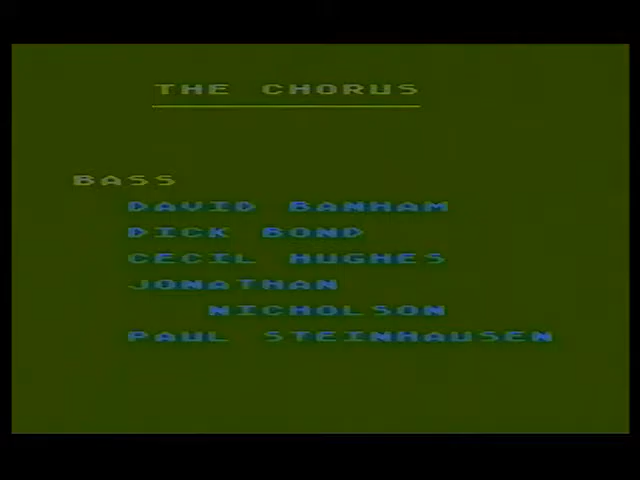 THE CHORUS
BASS
DAVID BANHAM
DICK BOND
CECIL HUGHES
JONATHAN
NICHOLSON
PAUL STEINHAUSEN